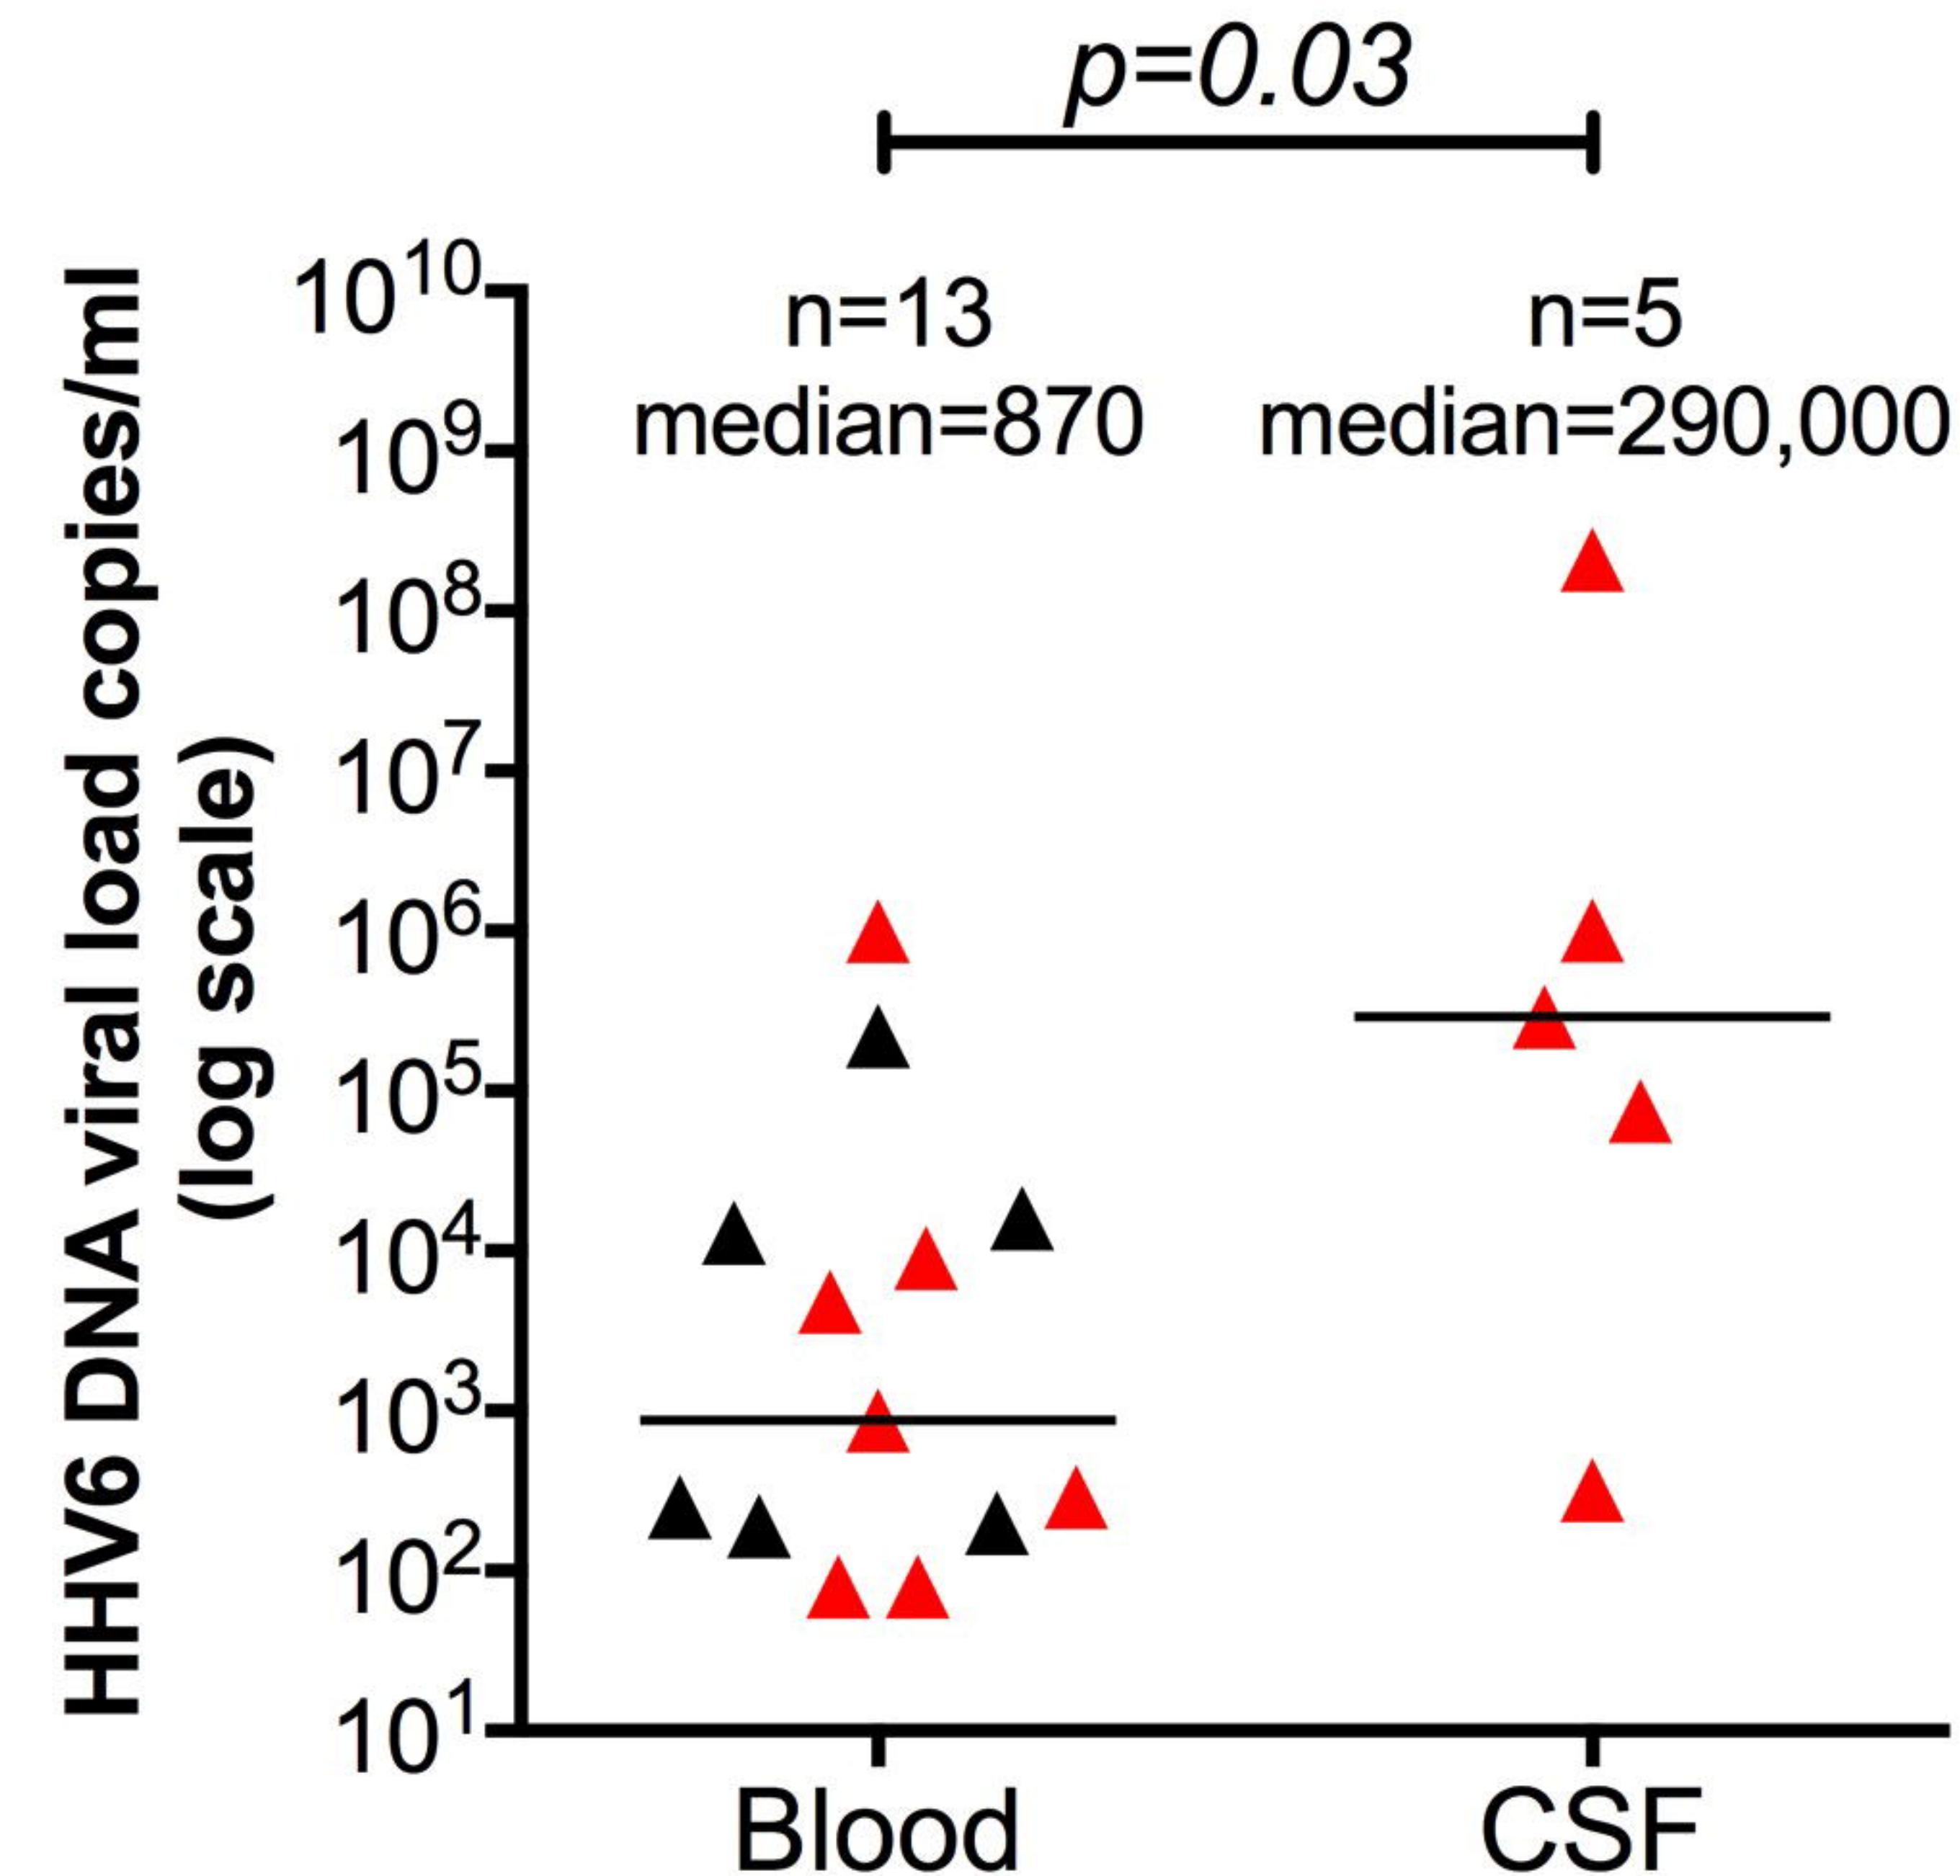 p=0.03
n=13
n=5
median=870
median=290,000
HHV6 DNA viral load copies/ml
(log scale)
10^10
10^9
10^8
10^7
10^6
10^5
10^4
10^3
10^2
10^1
Blood
CSF